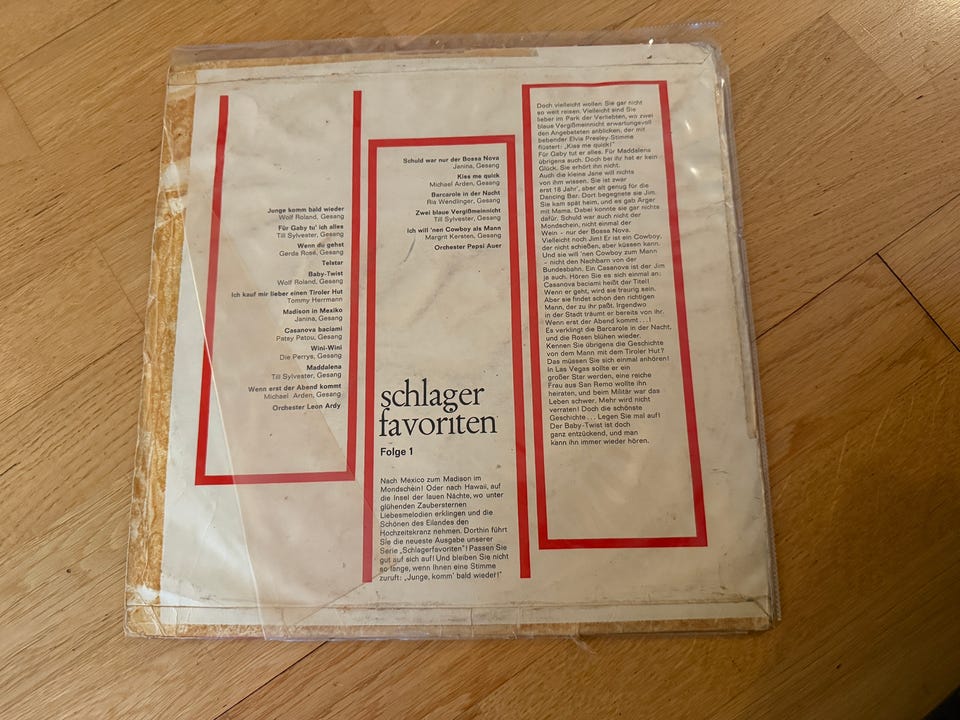 Junge komm bald wieder
Wolf Roland, Gesang
Für Gaby tu' ich alles
Till Sylvester, Gesang
Wenn du gehst
Gerda Rosé, Gesang
Telstar
Baby-Twist
Wolf Roland, Gesang
Ich kauf mir lieber einen Tiroler Hut
Tommy Herrmann
Madison in Mexiko
Janina, Gesang
Casanova baciami
Patsy Patou, Gesang
Wini-Wini
Die Perrys, Gesang
Maddalena
Till Sylvester, Gesang
Wenn erst der Abend kommt
Michael Arden, Gesang
Orchester Leon Ardy
Schuld war nur der Bossa Nova
Janina, Gesang
Kiss me quick
Michael Arden, Gesang
Barcarole in der Nacht
Ria Wendlinger, Gesang
Zwei blaue Vergißmeinnicht
Till Sylvester, Gesang
Ich will 'nen Cowboy als Mann
Margrit Kersten, Gesang
Orchester Pepsi Auer
schlager
favoriten
Folge 1
Nach Mexico zum Madison im
Mondschein! Oder nach Hawaii, auf
die Insel der lauen Nächte, wo unter
glühenden Zaubersternen
Liebesmelodien erklingen und die
Schönen des Eilandes den
Hochzeitskranz nehmen. Dorthin führt
Sie die neueste Ausgabe unserer
Serie „Schlagerfavoriten"! Passen Sie
gut auf sich auf! Und bleiben Sie nicht
so lange, wenn Ihnen eine Stimme
zuruft: „Junge, komm' bald wieder!"
Doch vielleicht wollen Sie gar nicht
so weit reisen. Vielleicht sind Sie
lieber im Park der Verliebten, wo zwei
blaue Vergißmeinnicht erwartungsvoll
den Angebeteten anblicken, der mit
bebender Elvis Presley-Stimme
flüstert: „Kiss me quick!"
Für Gaby tut er alles. Für Maddalena
übrigens auch. Doch bei ihr hat er kein
Glück. Sie erhört ihn nicht.
Auch die kleine Jane will nichts
von ihm wissen. Sie ist zwar
erst 18 Jahr', aber alt genug für die
Dancing Bar. Dort begegnete sie Jim.
Sie kam spät heim, und es gab Ärger
mit Mama. Dabei konnte sie gar nichts
dafür. Schuld war auch nicht der
Mondschein, nicht einmal der
Wein - nur der Bossa Nova.
Vielleicht noch Jim! Er ist ein Cowboy,
der nicht schießen, aber küssen kann.
Und sie will 'nen Cowboy zum Mann
- nicht den Nachbarn von der
Bundesbahn. Ein Casanova ist der Jim
ja auch. Hören Sie es sich einmal an:
Casanova baciami heißt der Titel!
Wenn er geht, wird sie traurig sein.
Aber sie findet schon den richtigen
Mann, der zu ihr paßt. Irgendwo
in der Stadt träumt er bereits von ihr.
Wenn erst der Abend kommt . . . !
Es verklingt die Barcarole in der Nacht,
und die Rosen blühen wieder.
Kennen Sie übrigens die Geschichte
von dem Mann mit dem Tiroler Hut?
Das müssen Sie sich einmal anhören!
In Las Vegas sollte er ein
großer Star werden, eine reiche
Frau aus San Remo wollte ihn
heiraten, und beim Militär war das
Leben schwer. Mehr wird nicht
verraten! Doch die schönste
Geschichte . . . Legen Sie mal auf!
Der Baby-Twist ist doch
ganz entzückend, und man
kann ihn immer wieder hören.